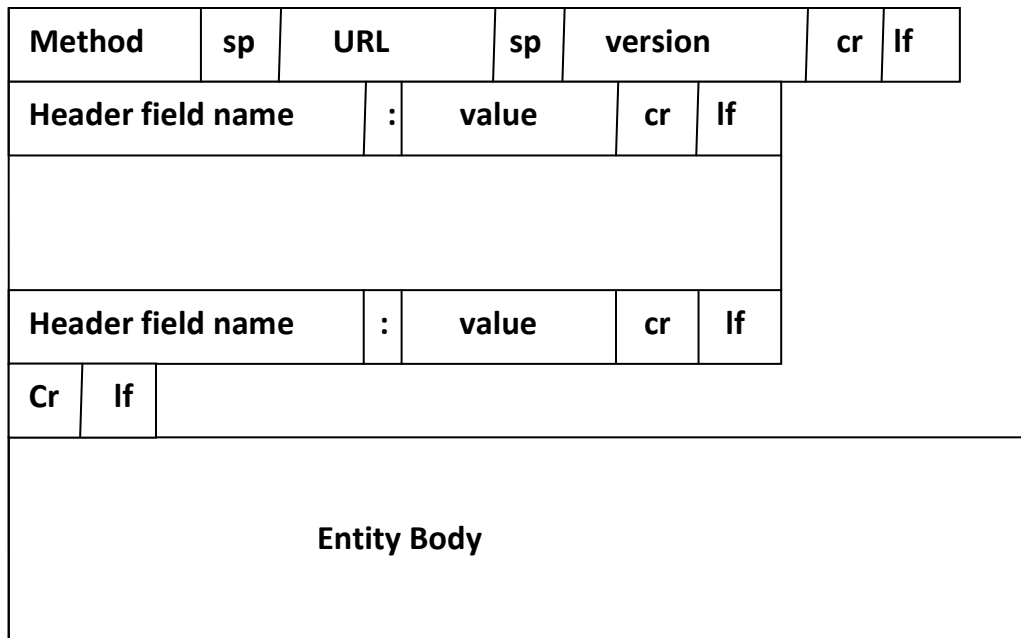 Method sp URL sp version cr lf
Header field name : value cr lf
Header field name : value cr lf
Cr lf
Entity Body